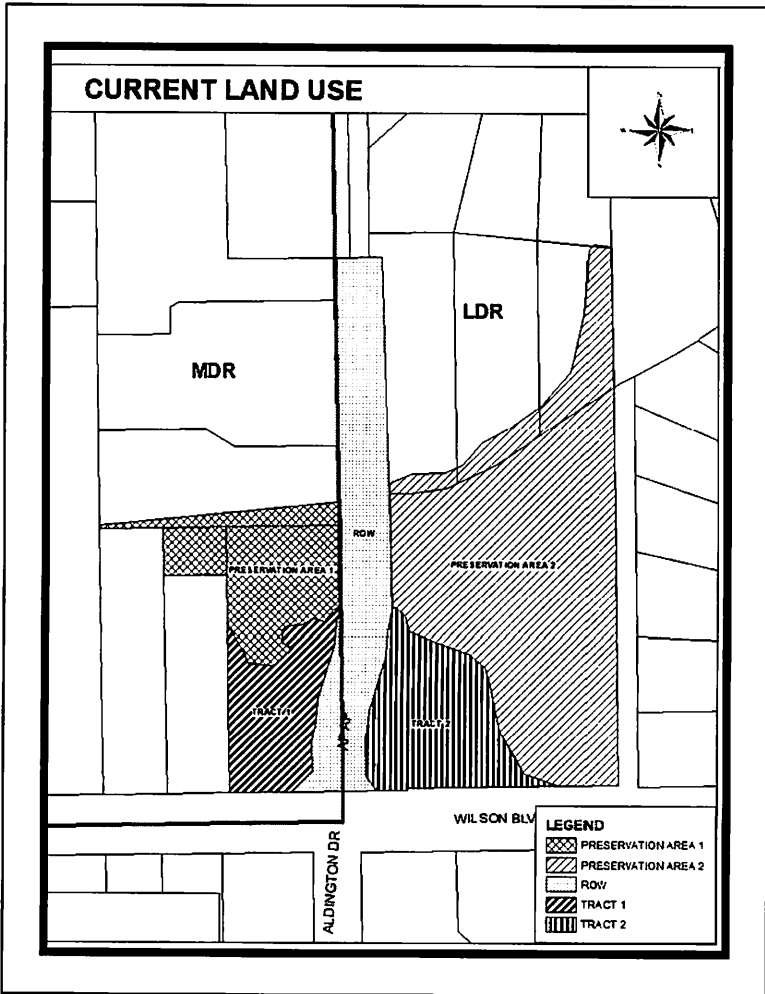 CURRENT LAND USE
LDR
MDR
ROW
PRESERVATION AREA 1
PRESERVATION AREA 2
TRACT 1
TRACT 2
WILSON BLV
ALDINGTON DR
LEGEND
PRESERVATION AREA 1
PRESERVATION AREA 2
ROW
TRACT 1
TRACT 2